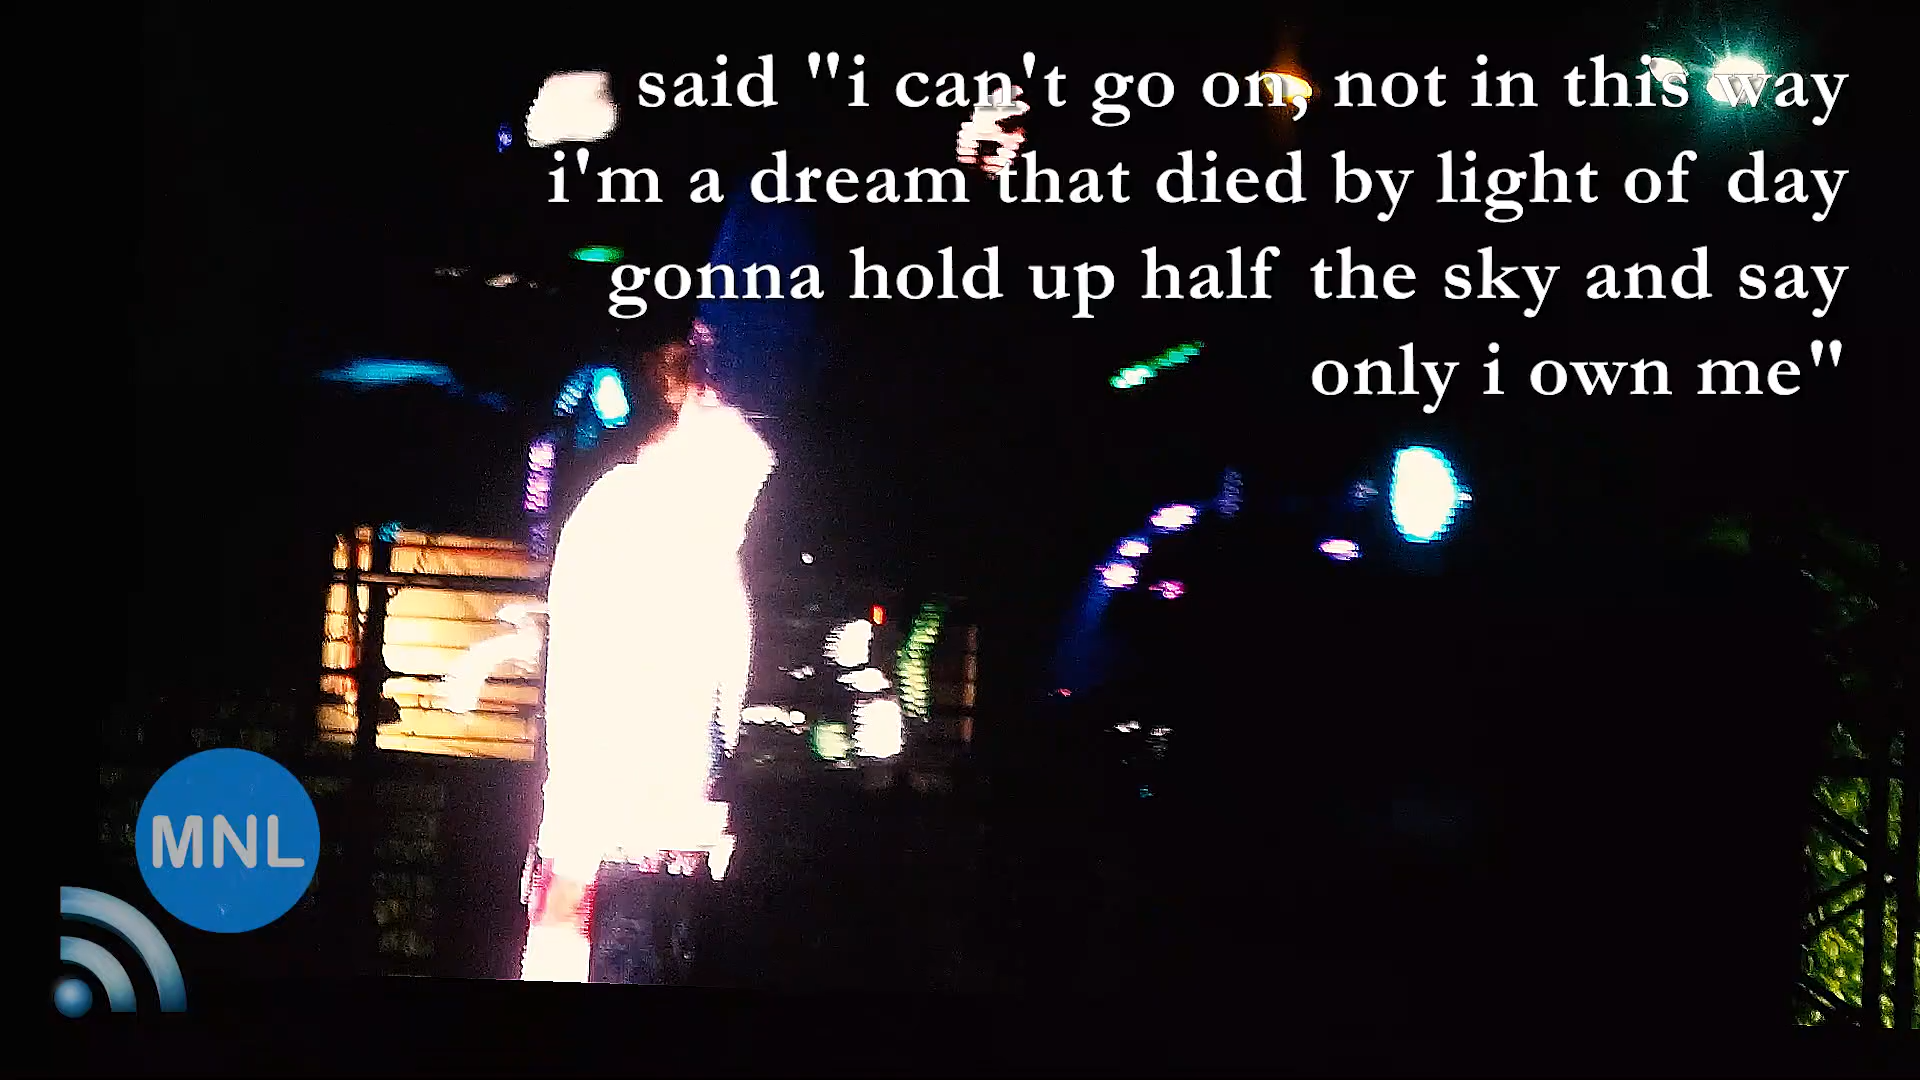 said "i can't go on, not in this way
i'm a dream that died by light of day
gonna hold up half the sky and say
only i own me"
MNL